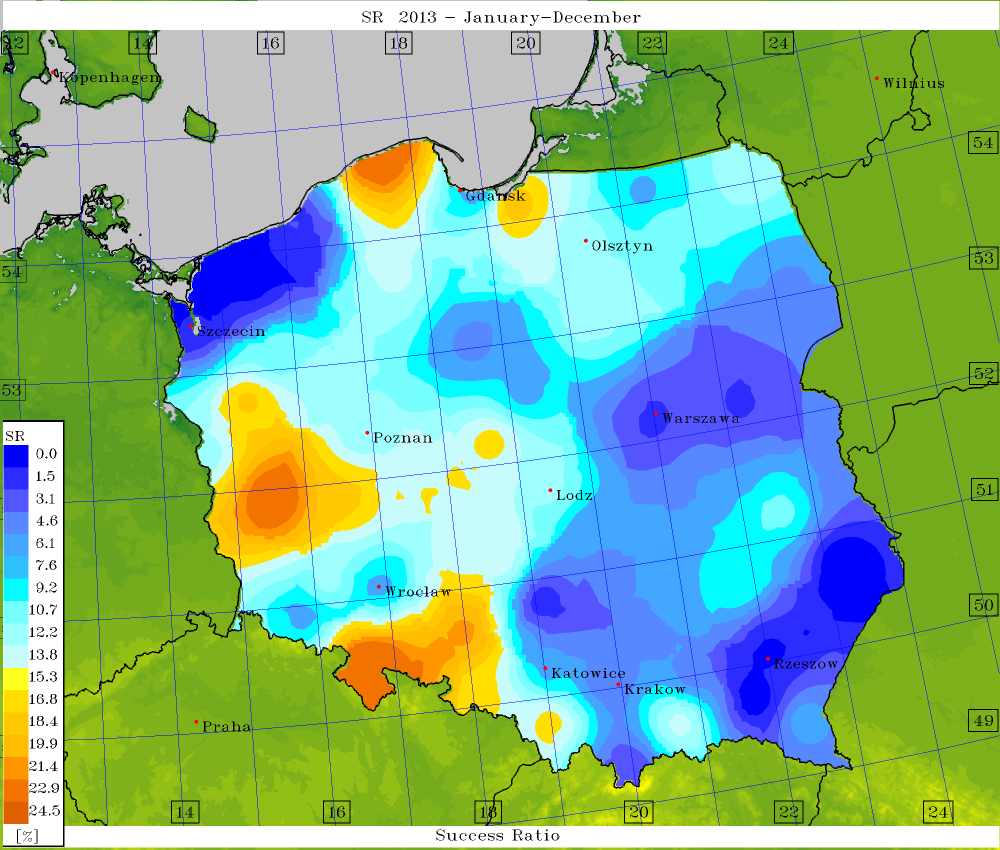 SR 2013 - January-December
12 14 16 18 20 22 24
Kopenhagen
Wilnius
54
Gdańsk
Olsztyn
53
54
Szczecin
52
53
Warszawa
Poznan
SR
0.0
1.5
3.1
4.6
6.1
7.6
9.2
10.7
12.2
13.8
15.3
16.8
18.4
19.9
21.4
22.9
24.5
[%]
51
Lodz
Wroclaw
50
Rzeszow
Katowice
Krakow
49
Praha
14 16 18 20 22 24
Success Ratio